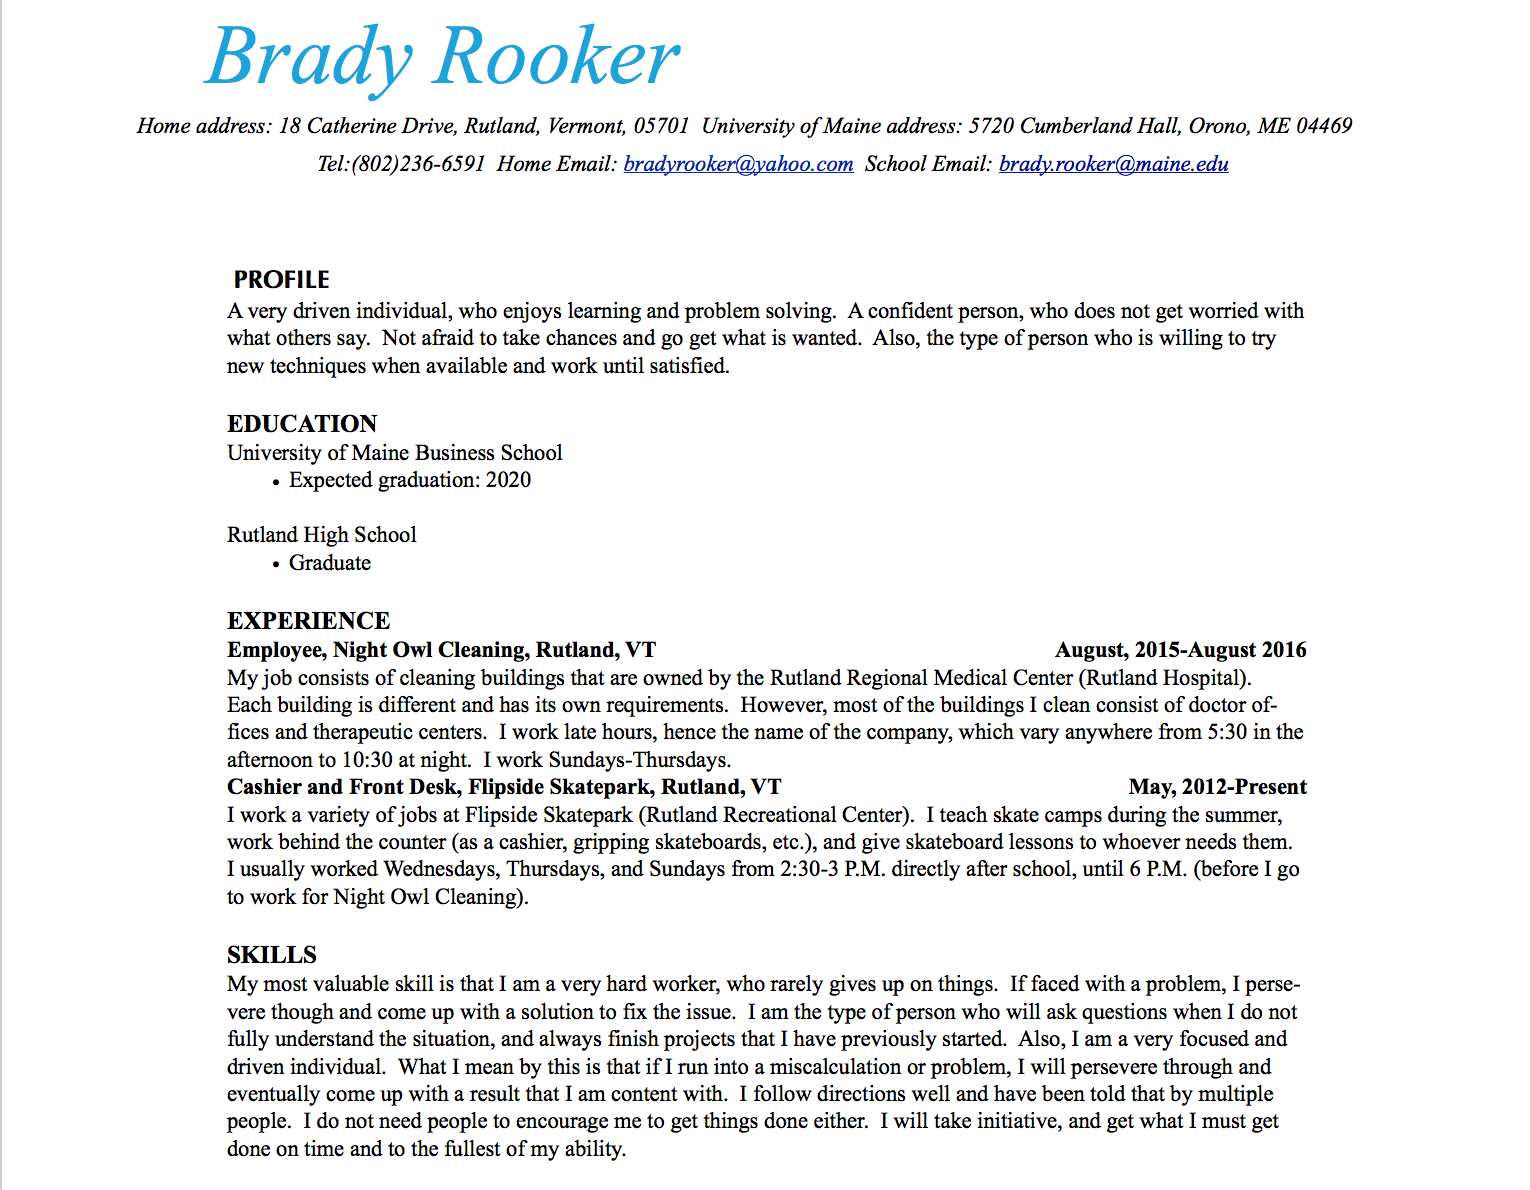 Brady Rooker
Home address: 18 Catherine Drive, Rutland, Vermont, 05701  University of Maine address: 5720 Cumberland Hall, Orono, ME 04469
Tel:(802)236-6591  Home Email: bradyrooker@yahoo.com  School Email: brady.rooker@maine.edu
PROFILE
A very driven individual, who enjoys learning and problem solving.  A confident person, who does not get worried with
what others say.  Not afraid to take chances and go get what is wanted.  Also, the type of person who is willing to try
new techniques when available and work until satisfied.
EDUCATION
University of Maine Business School
• Expected graduation: 2020
Rutland High School
• Graduate
EXPERIENCE
Employee, Night Owl Cleaning, Rutland, VT August, 2015-August 2016
My job consists of cleaning buildings that are owned by the Rutland Regional Medical Center (Rutland Hospital).
Each building is different and has its own requirements.  However, most of the buildings I clean consist of doctor of-
fices and therapeutic centers.  I work late hours, hence the name of the company, which vary anywhere from 5:30 in the
afternoon to 10:30 at night.  I work Sundays-Thursdays.
Cashier and Front Desk, Flipside Skatepark, Rutland, VT May, 2012-Present
I work a variety of jobs at Flipside Skatepark (Rutland Recreational Center).  I teach skate camps during the summer,
work behind the counter (as a cashier, gripping skateboards, etc.), and give skateboard lessons to whoever needs them.
I usually worked Wednesdays, Thursdays, and Sundays from 2:30-3 P.M. directly after school, until 6 P.M. (before I go
to work for Night Owl Cleaning).
SKILLS
My most valuable skill is that I am a very hard worker, who rarely gives up on things.  If faced with a problem, I perse-
vere though and come up with a solution to fix the issue.  I am the type of person who will ask questions when I do not
fully understand the situation, and always finish projects that I have previously started.  Also, I am a very focused and
driven individual.  What I mean by this is that if I run into a miscalculation or problem, I will persevere through and
eventually come up with a result that I am content with.  I follow directions well and have been told that by multiple
people.  I do not need people to encourage me to get things done either.  I will take initiative, and get what I must get
done on time and to the fullest of my ability.